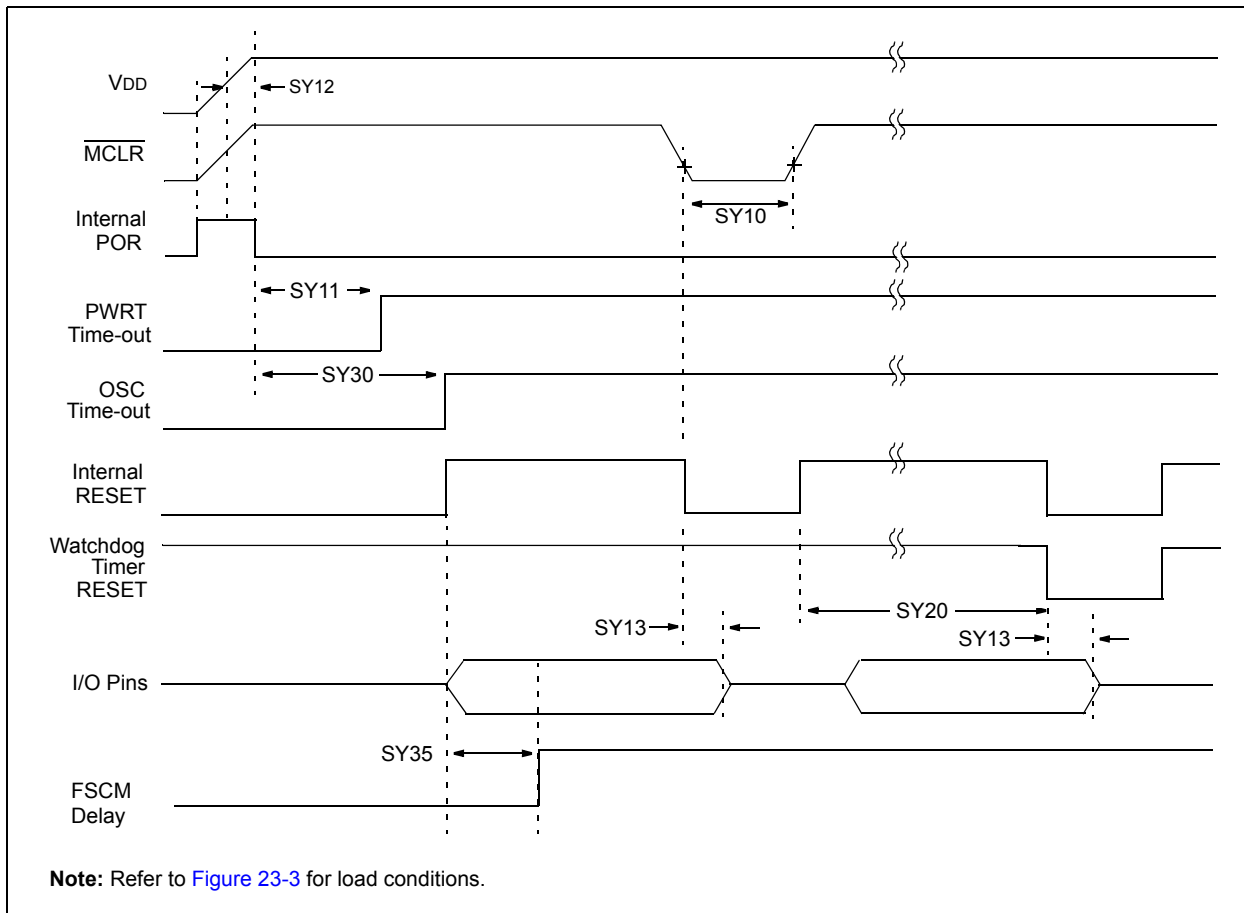 VDD
SY12
MCLR
SY10
Internal
POR
SY11
PWRT
Time-out
SY30
OSC
Time-out
Internal
RESET
Watchdog
Timer
RESET
SY20
SY13
SY13
I/O Pins
SY35
FSCM
Delay
Note: Refer to Figure 23-3 for load conditions.